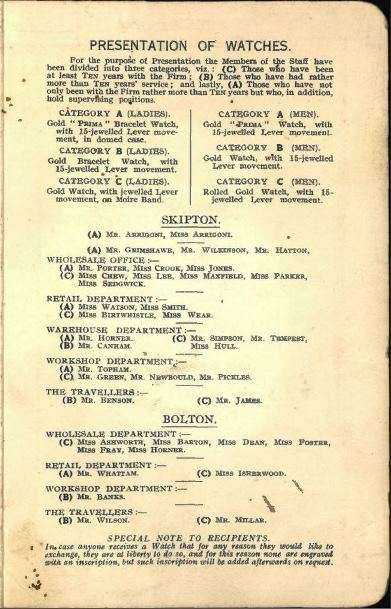 PRESENTATION OF WATCHES.
For the purpose of Presentation the Members of the Staff have
been divided into three categories, viz.: (C) Those who have been
at least TEN years with the Firm; (B) Those who have had rather
more than TEN years' service; and lastly, (A) Those who have not
only been with the Firm rather more than TEN years but who, in addition,
hold supervising positions.
CATEGORY A (LADIES).
Gold "PRIMA" Bracelet Watch,
with 15-jewelled Lever move-
ment, in domed case.
CATEGORY B (LADIES).
Gold Bracelet Watch, with
15-jewelled Lever movement.
CATEGORY C (LADIES).
Gold Watch, with jewelled Lever
movement, on Moire Band.
CATEGORY A (MEN).
Gold "PRIMA" Watch, with
15-jewelled Lever movement.
CATEGORY B (MEN).
Gold Watch, with 15-jewelled
Lever movement.
CATEGORY C (MEN).
Rolled Gold Watch, with 15-
jewelled Lever movement.
SKIPTON.
(A) MR. ARRIGONI, MISS ARRIGONI.
(A) MR. GRIMSHAWE, MR. WILKINSON, MR. HATTON.
WHOLESALE OFFICE:—
(A) MR. PORTER, MISS CROOK, MISS JONES.
(C) MISS CHEW, MISS LEE, MISS MAXFIELD, MISS PARKER,
MISS SEDGWICK.
RETAIL DEPARTMENT:—
(A) MISS WATSON, MISS SMITH.
(C) MISS BIRTWHISTLE, MISS WEAR.
WAREHOUSE DEPARTMENT:—
(A) MR. HORNER. (C) MR. SIMPSON, MR. TEMPEST,
(B) MR. CANHAM. MISS HULL.
WORKSHOP DEPARTMENT:—
(A) MR. TOPHAM.
(C) MR. GREEN, MR. NEWBOULD, MR. PICKLES.
THE TRAVELLERS:—
(B) MR. BENSON. (C) MR. JAMES.
BOLTON.
WHOLESALE DEPARTMENT:—
(C) MISS ASHWORTH, MISS BARTON, MISS DEAN, MISS FOSTER,
MISS FRAY, MISS HORNER.
RETAIL DEPARTMENT:—
(A) MR. WHATTAM. (C) MISS ISHERWOOD.
WORKSHOP DEPARTMENT:—
(B) MR. BANKS.
THE TRAVELLERS:—
(B) MR. WILSON. (C) MR. MILLAR.
SPECIAL NOTE TO RECIPIENTS.
In case anyone receives a Watch that for any reason they would like to
exchange, they are at liberty to do so, and for this reason none are engraved
with an inscription, but such inscription will be added afterwards on request.